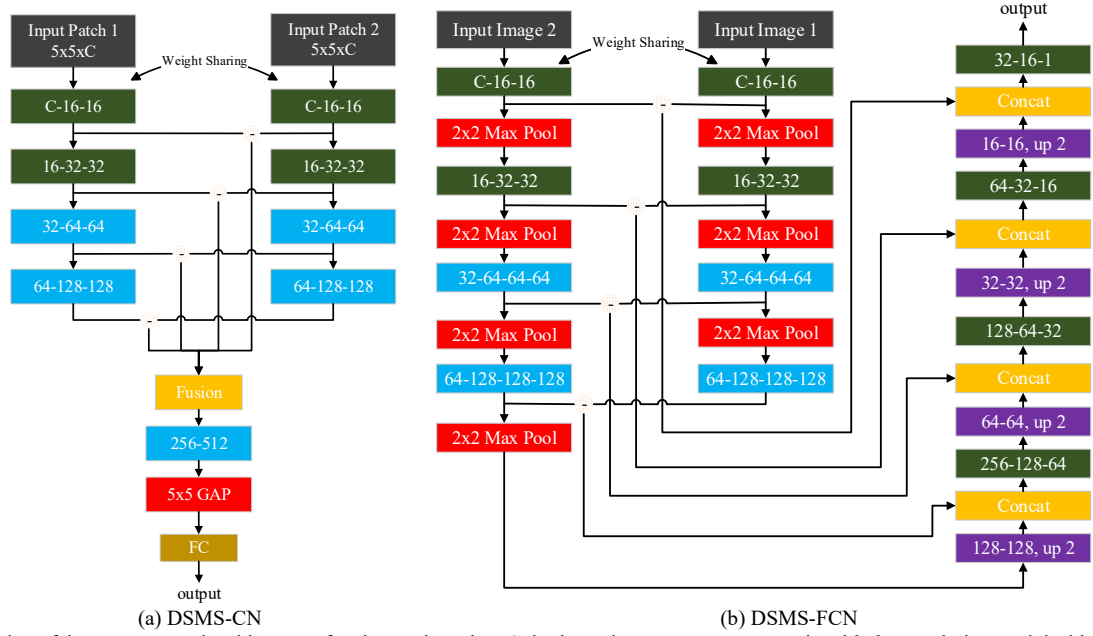 Input Patch 1
5x5xC
Input Patch 2
5x5xC
Weight Sharing
C-16-16
C-16-16
-
16-32-32
16-32-32
-
32-64-64
32-64-64
-
64-128-128
64-128-128
-
Fusion
256-512
5x5 GAP
FC
output
(a) DSMS-CN
Input Image 2
Input Image 1
Weight Sharing
C-16-16
C-16-16
-
2x2 Max Pool
2x2 Max Pool
16-32-32
16-32-32
-
2x2 Max Pool
2x2 Max Pool
32-64-64-64
32-64-64-64
-
2x2 Max Pool
2x2 Max Pool
64-128-128-128
64-128-128-128
-
2x2 Max Pool
output
32-16-1
Concat
16-16, up 2
64-32-16
Concat
32-32, up 2
128-64-32
Concat
64-64, up 2
256-128-64
Concat
128-128, up 2
(b) DSMS-FCN